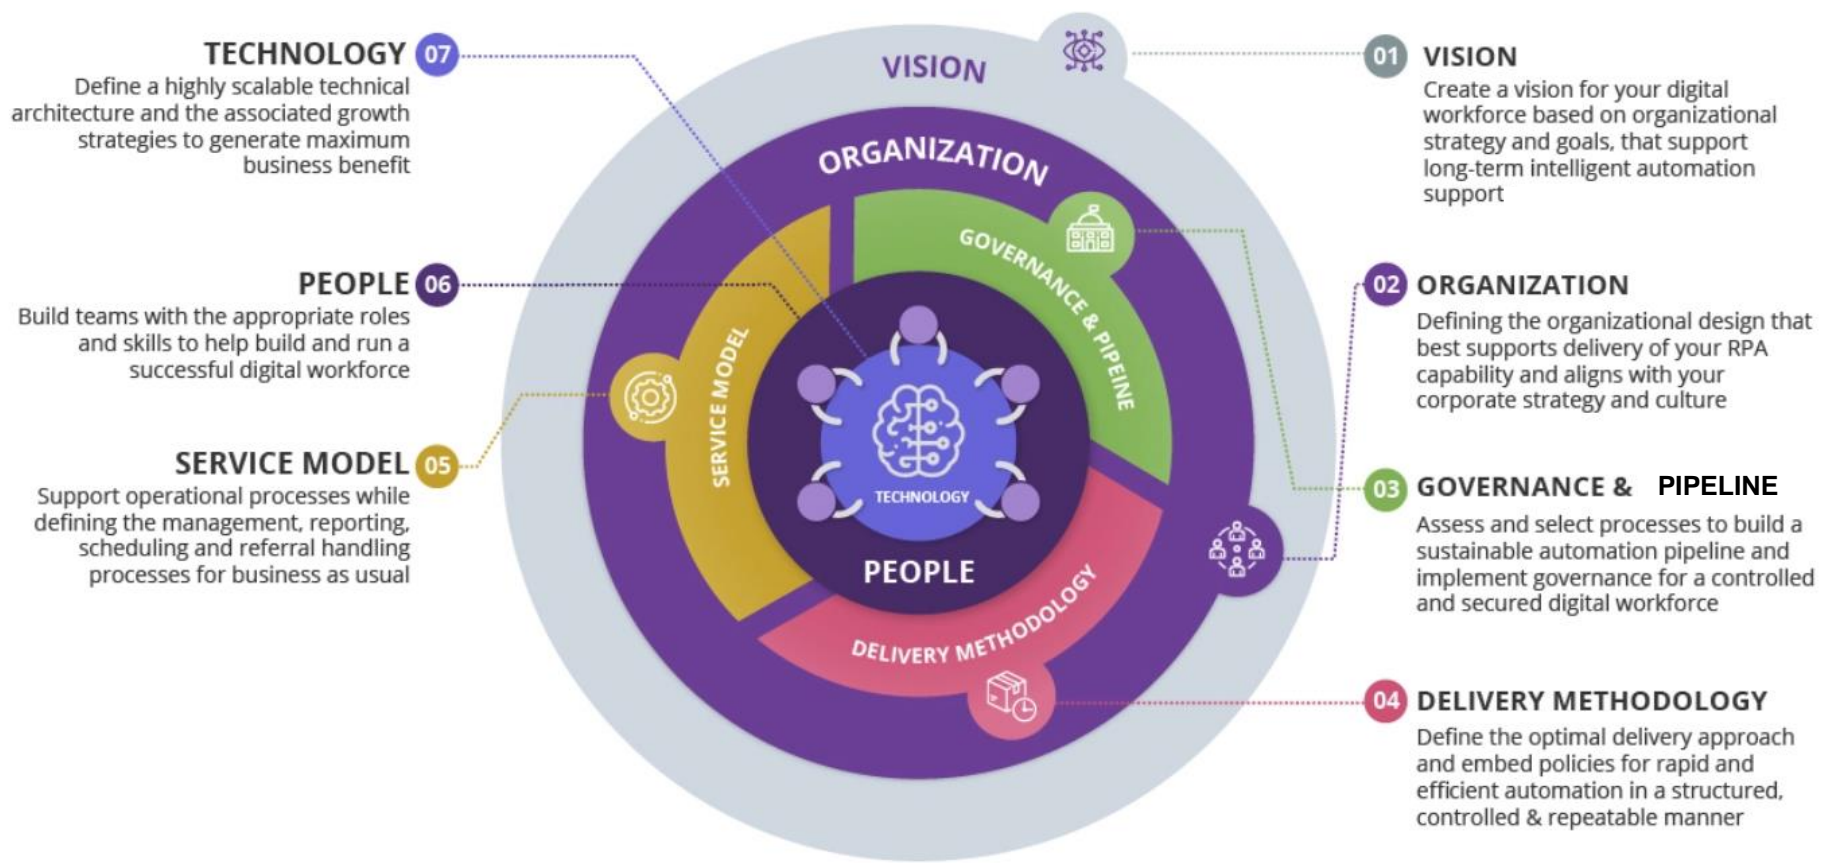 TECHNOLOGY 07
Define a highly scalable technical
architecture and the associated growth
strategies to generate maximum
business benefit
PEOPLE 06
Build teams with the appropriate roles
and skills to help build and run a
successful digital workforce
SERVICE MODEL 05
Support operational processes while
defining the management, reporting,
scheduling and referral handling
processes for business as usual
VISION
ORGANIZATION
GOVERNANCE & PIPEINE
SERVICE MODEL
TECHNOLOGY
PEOPLE
DELIVERY METHODOLOGY
01 VISION
Create a vision for your digital
workforce based on organizational
strategy and goals, that support
long-term intelligent automation
support
02 ORGANIZATION
Defining the organizational design that
best supports delivery of your RPA
capability and aligns with your
corporate strategy and culture
03 GOVERNANCE & PIPELINE
Assess and select processes to build a
sustainable automation pipeline and
implement governance for a controlled
and secured digital workforce
04 DELIVERY METHODOLOGY
Define the optimal delivery approach
and embed policies for rapid and
efficient automation in a structured,
controlled & repeatable manner